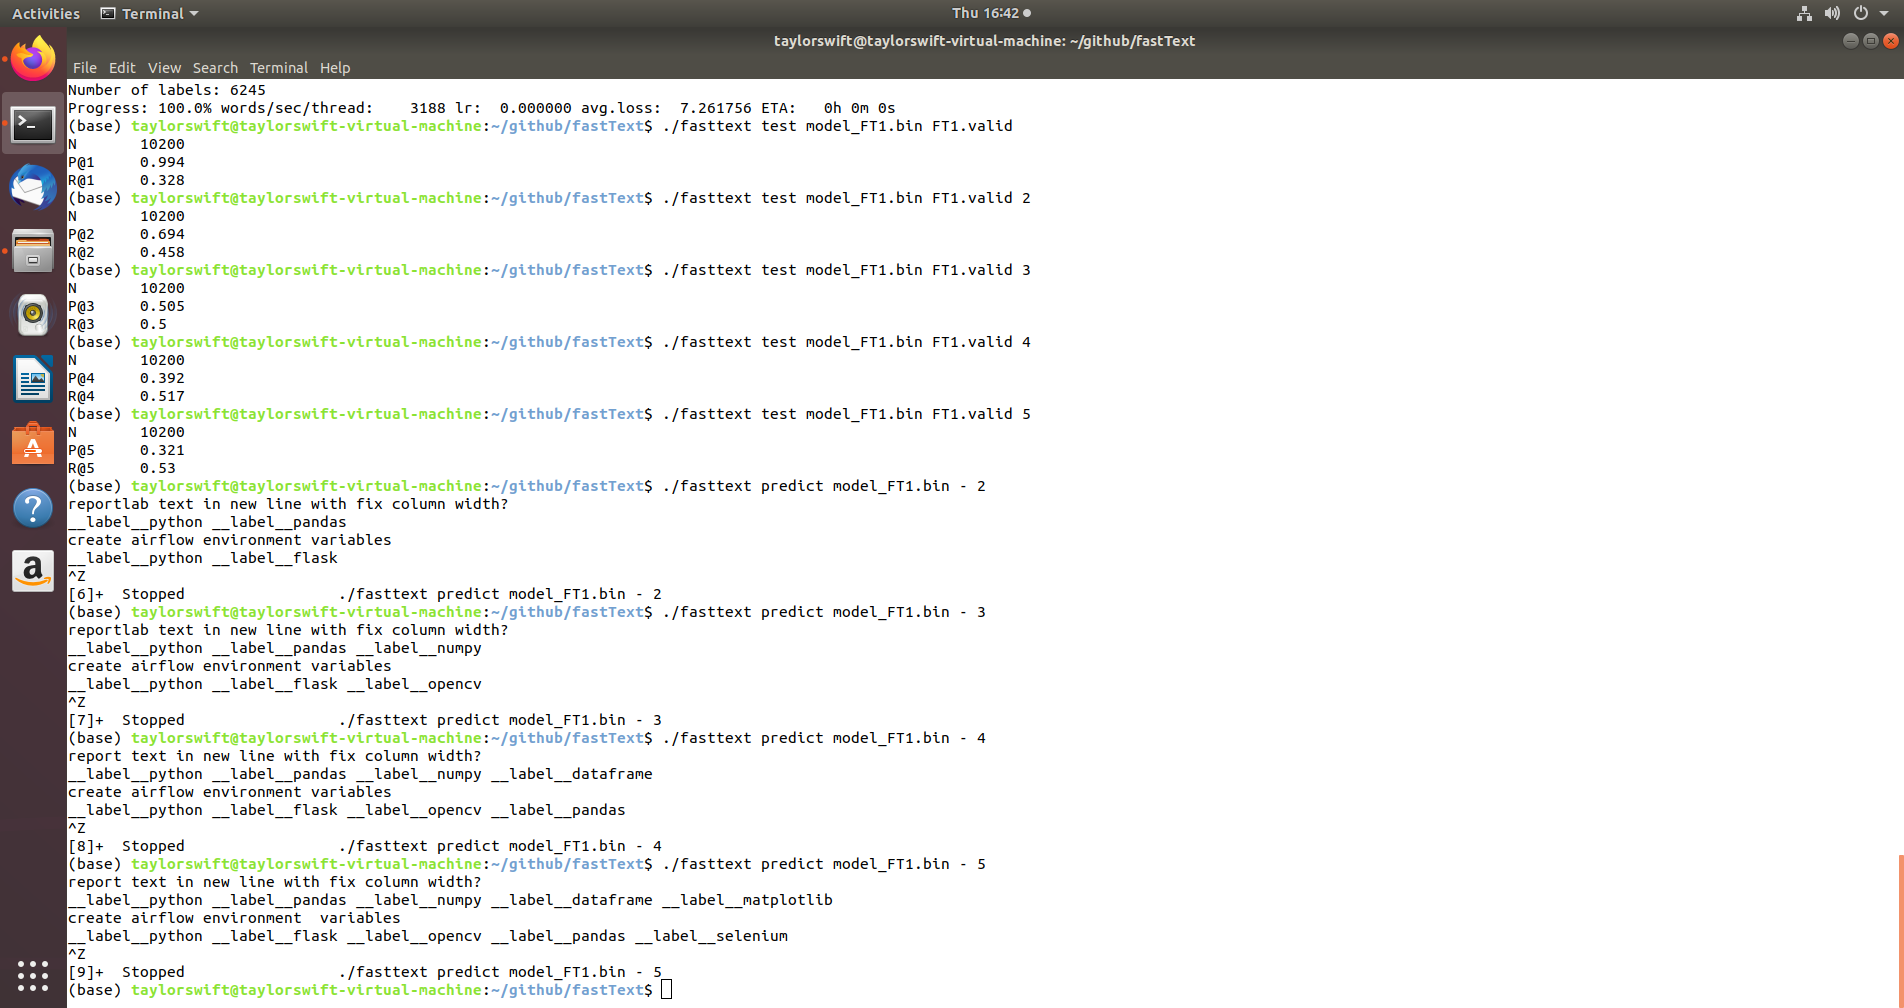 Activities Terminal Thu 16:42
taylorswift@taylorswift-virtual-machine: ~/github/fastText
File Edit View Search Terminal Help
Number of labels: 6245
Progress: 100.0% words/sec/thread:    3188 lr:  0.000000 avg.loss:  7.261756 ETA:   0h 0m 0s
(base) taylorswift@taylorswift-virtual-machine:~/github/fastText$ ./fasttext test model_FT1.bin FT1.valid
N       10200
P@1     0.994
R@1     0.328
(base) taylorswift@taylorswift-virtual-machine:~/github/fastText$ ./fasttext test model_FT1.bin FT1.valid 2
N       10200
P@2     0.694
R@2     0.458
(base) taylorswift@taylorswift-virtual-machine:~/github/fastText$ ./fasttext test model_FT1.bin FT1.valid 3
N       10200
P@3     0.505
R@3     0.5
(base) taylorswift@taylorswift-virtual-machine:~/github/fastText$ ./fasttext test model_FT1.bin FT1.valid 4
N       10200
P@4     0.392
R@4     0.517
(base) taylorswift@taylorswift-virtual-machine:~/github/fastText$ ./fasttext test model_FT1.bin FT1.valid 5
N       10200
P@5     0.321
R@5     0.53
(base) taylorswift@taylorswift-virtual-machine:~/github/fastText$ ./fasttext predict model_FT1.bin - 2
reportlab text in new line with fix column width?
__label__python __label__pandas
create airflow environment variables
__label__python __label__flask
^Z
[6]+  Stopped                 ./fasttext predict model_FT1.bin - 2
(base) taylorswift@taylorswift-virtual-machine:~/github/fastText$ ./fasttext predict model_FT1.bin - 3
reportlab text in new line with fix column width?
__label__python __label__pandas __label__numpy
create airflow environment variables
__label__python __label__flask __label__opencv
^Z
[7]+  Stopped                 ./fasttext predict model_FT1.bin - 3
(base) taylorswift@taylorswift-virtual-machine:~/github/fastText$ ./fasttext predict model_FT1.bin - 4
report text in new line with fix column width?
__label__python __label__pandas __label__numpy __label__dataframe
create airflow environment variables
__label__python __label__flask __label__opencv __label__pandas
^Z
[8]+  Stopped                 ./fasttext predict model_FT1.bin - 4
(base) taylorswift@taylorswift-virtual-machine:~/github/fastText$ ./fasttext predict model_FT1.bin - 5
report text in new line with fix column width?
__label__python __label__pandas __label__numpy __label__dataframe __label__matplotlib
create airflow environment  variables
__label__python __label__flask __label__opencv __label__pandas __label__selenium
^Z
[9]+  Stopped                 ./fasttext predict model_FT1.bin - 5
(base) taylorswift@taylorswift-virtual-machine:~/github/fastText$